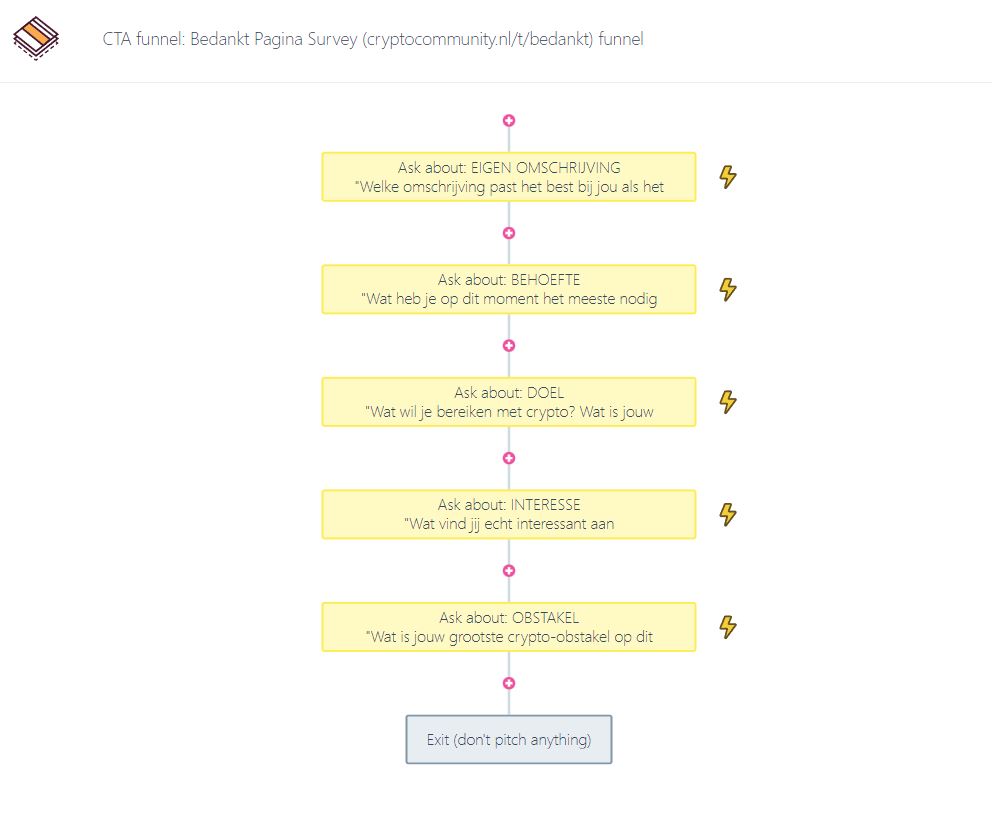 CTA funnel: Bedankt Pagina Survey (cryptocommunity.nl/t/bedankt) funnel
Ask about: EIGEN OMSCHRIJVING
"Welke omschrijving past het best bij jou als het
Ask about: BEHOEFTE
"Wat heb je op dit moment het meeste nodig
Ask about: DOEL
"Wat wil je bereiken met crypto? Wat is jouw
Ask about: INTERESSE
"Wat vind jij echt interessant aan
Ask about: OBSTAKEL
"Wat is jouw grootste crypto-obstakel op dit
Exit (don't pitch anything)